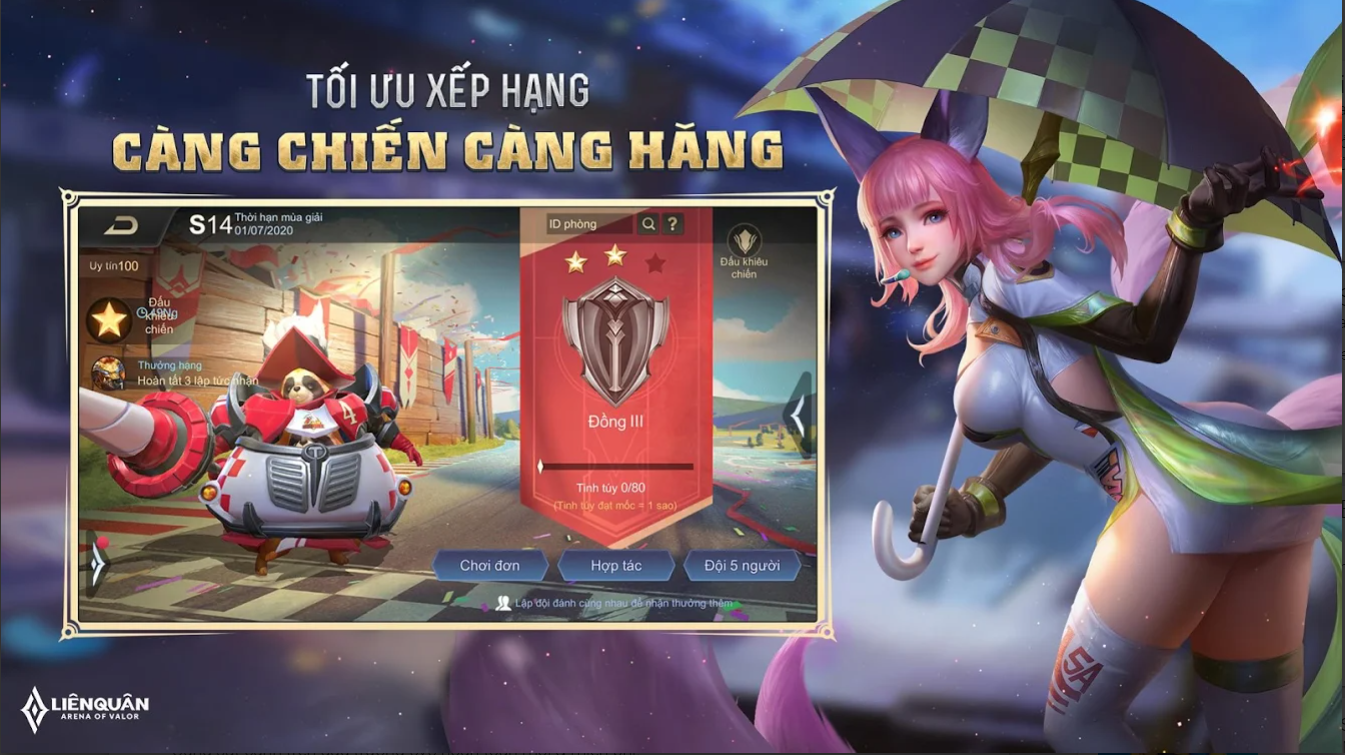 TỐI ƯU XẾP HẠNG
CÀNG CHIẾN CÀNG HĂNG
S14
Thời hạn mùa giải
01/07/2020
ID phòng
?
Uy tín100
Đấu khiêu
chiến
Đấu
khiêu
chiến
Thưởng hạng
Hoàn tất 3 lập tức nhận
4
Đồng III
Tinh túy 0/80
(Tinh túy đạt mốc = 1 sao)
Chơi đơn
Hợp tác
Đội 5 người
Lập đội đánh cùng nhau để nhận thưởng thêm
SA
LIÊNQUÂN
ARENA OF VALOR